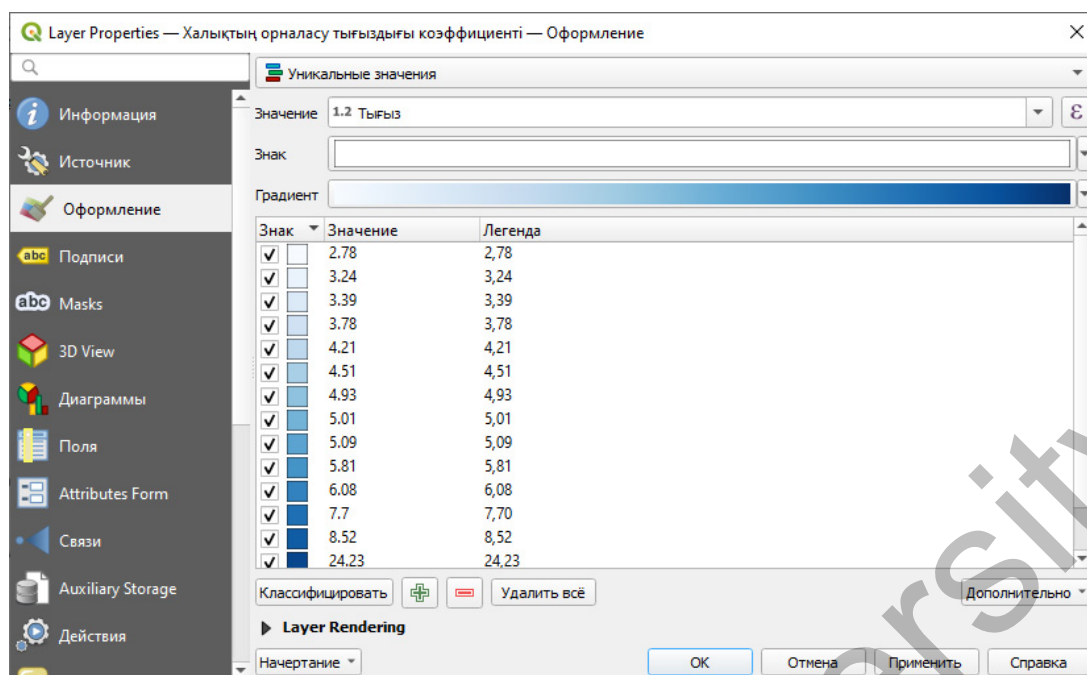 Layer Properties — Халықтың орналасу тығыздығы коэффициенті — Оформление
Уникальные значения
Информация
Источник
Оформление
abc Подписи
abc Masks
3D View
Диаграммы
Поля
Attributes Form
Связи
Auxiliary Storage
Действия
Значение 1.2 Тығыз ε
Знак
Градиент
Знак Значение Легенда
2.78 2,78
3.24 3,24
3.39 3,39
3.78 3,78
4.21 4,21
4.51 4,51
4.93 4,93
5.01 5,01
5.09 5,09
5.81 5,81
6.08 6,08
7.7 7,70
8.52 8,52
24.23 24,23
Классифицировать Удалить всё Дополнительно
Layer Rendering
Начертание OK Отмена Применить Справка
ersity